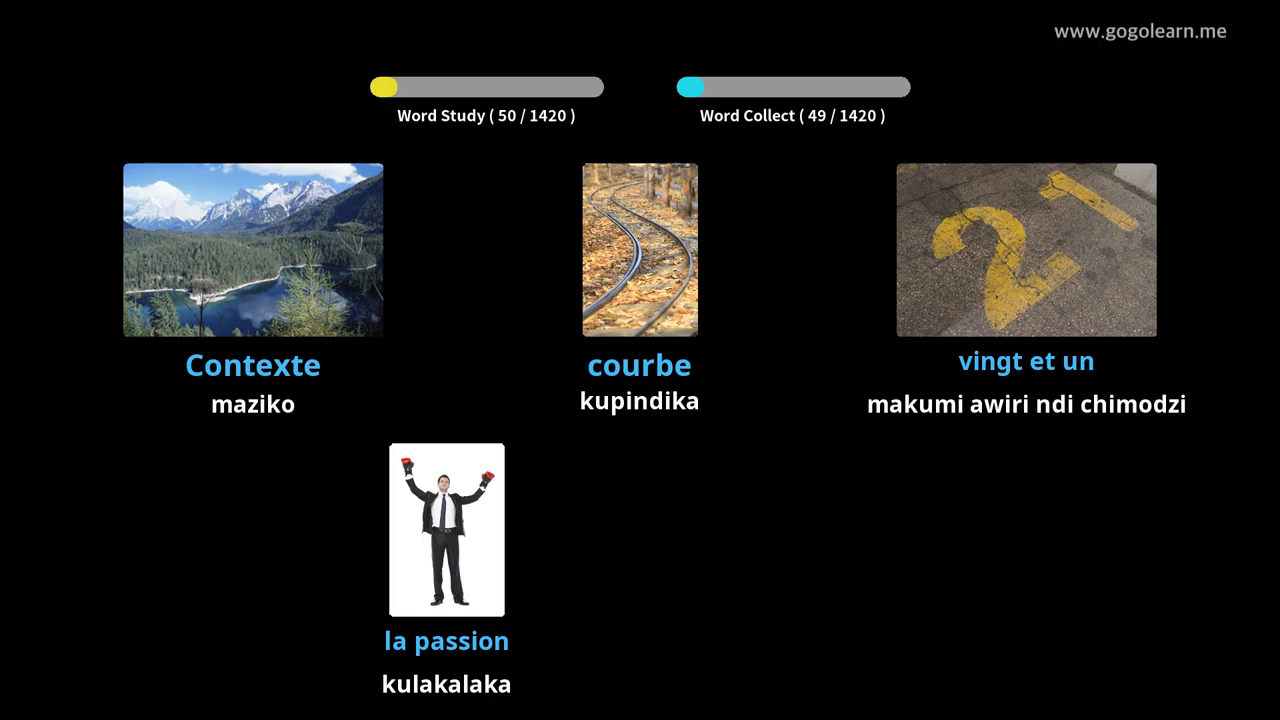 www.gogolearn.me
Word Study ( 50 / 1420 )
Word Collect ( 49 / 1420 )
21
Contexte
courbe
vingt et un
maziko
kupindika
makumi awiri ndi chimodzi
la passion
kulakalaka